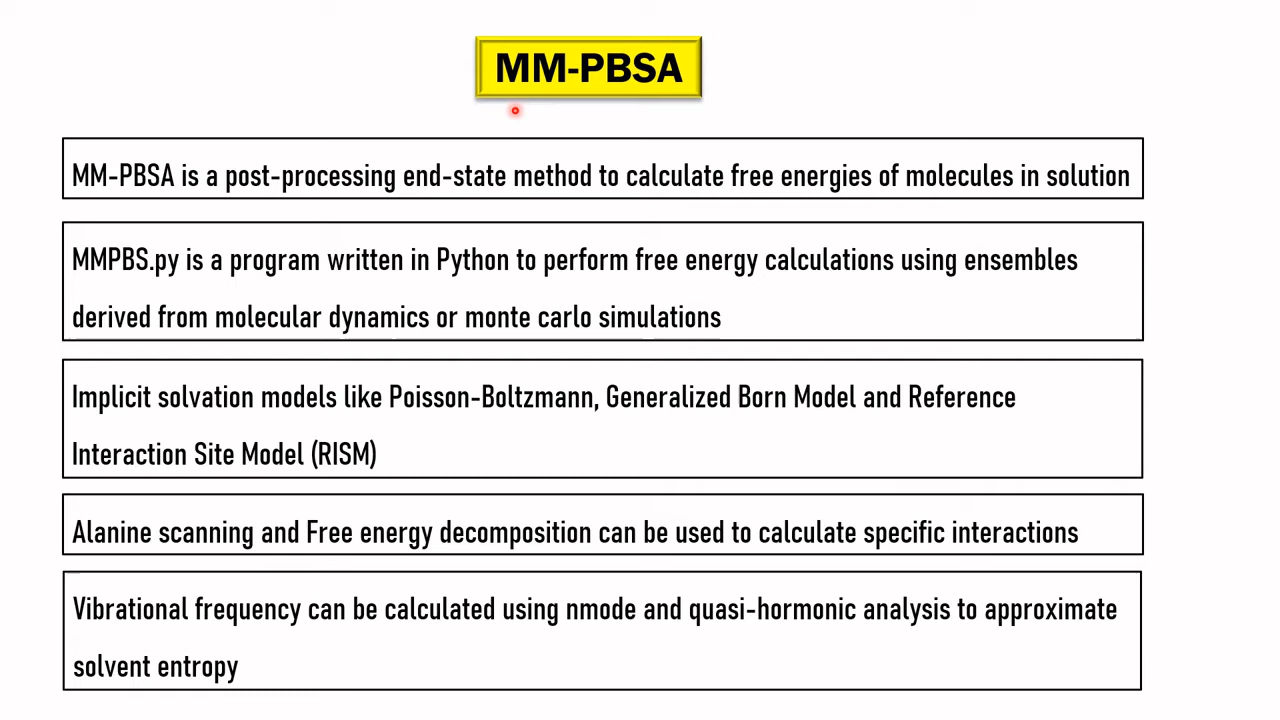 MM-PBSA
MM-PBSA is a post-processing end-state method to calculate free energies of molecules in solution
MMPBS.py is a program written in Python to perform free energy calculations using ensembles
derived from molecular dynamics or monte carlo simulations
Implicit solvation models like Poisson-Boltzmann, Generalized Born Model and Reference
Interaction Site Model (RISM)
Alanine scanning and Free energy decomposition can be used to calculate specific interactions
Vibrational frequency can be calculated using nmode and quasi-hormonic analysis to approximate
solvent entropy